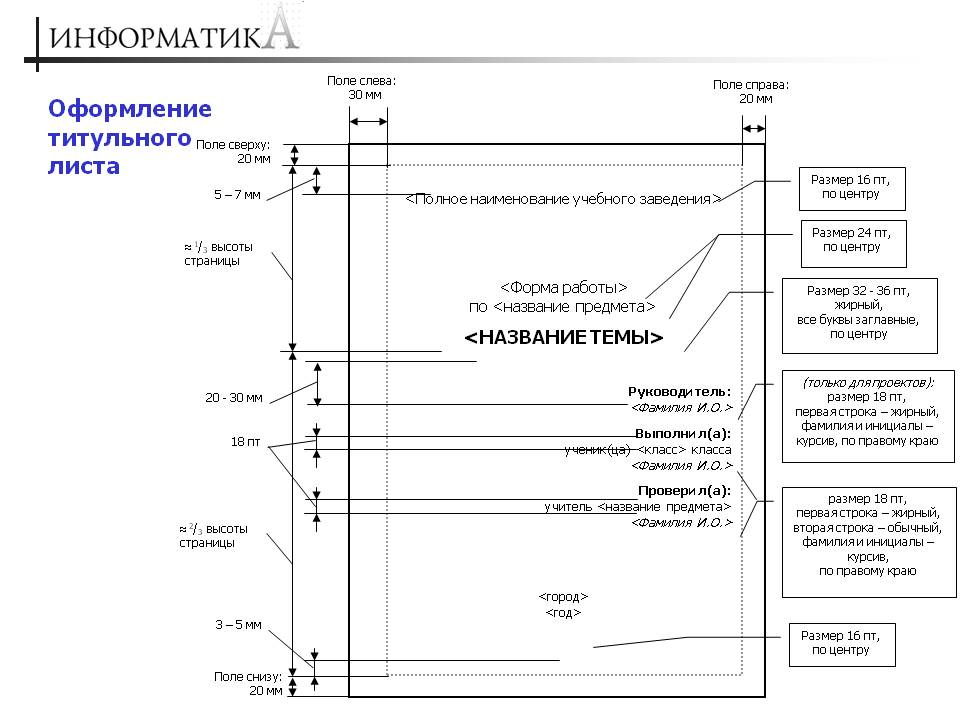 ИНФОРМАТИКА
Оформление
титульного
листа
Поле слева:
30 мм
Поле справа:
20 мм
Поле сверху:
20 мм
5 – 7 мм
≈ 1/3 высоты
страницы
20 - 30 мм
18 пт
≈ 2/3 высоты
страницы
3 – 5 мм
Поле снизу:
20 мм
<Полное наименование учебного заведения>
<Форма работы>
по <название предмета>
<НАЗВАНИЕ ТЕМЫ>
Руководитель:
<Фамилия И.О.>
Выполнил(а):
ученик(ца) <класс> класса
<Фамилия И.О.>
Проверил(а):
учитель <название предмета>
<Фамилия И.О.>
<город>
<год>
Размер 16 пт,
по центру
Размер 24 пт,
по центру
Размер 32 - 36 пт,
жирный,
все буквы заглавные,
по центру
(только для проектов):
размер 18 пт,
первая строка – жирный,
фамилия и инициалы –
курсив, по правому краю
размер 18 пт,
первая строка – жирный,
вторая строка – обычный,
фамилия и инициалы –
курсив,
по правому краю
Размер 16 пт,
по центру